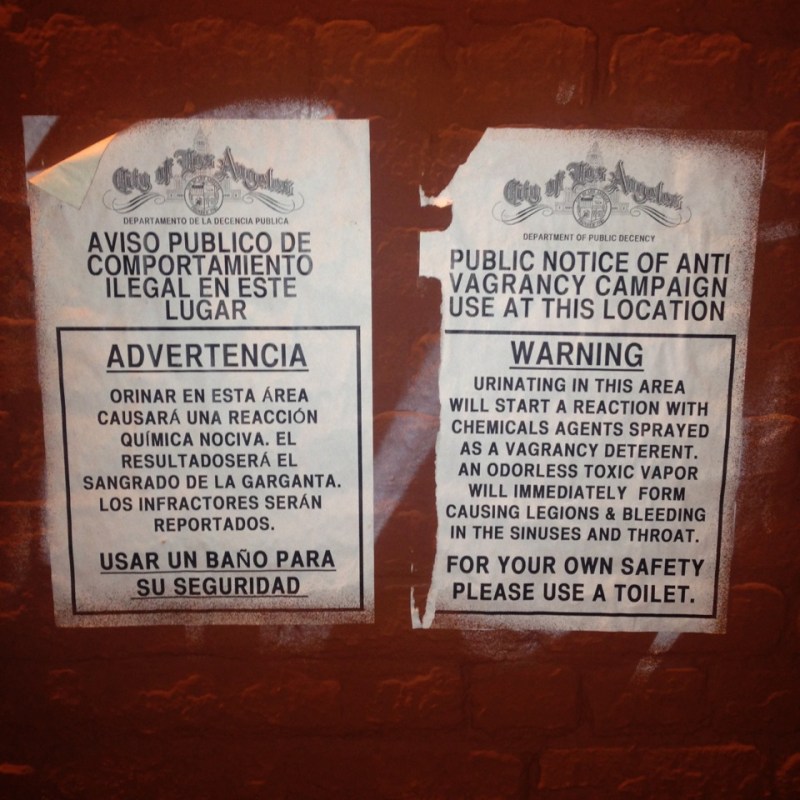 City of Los Angeles
DEPARTAMENTO DE LA DECENCIA PUBLICA
AVISO PUBLICO DE
COMPORTAMIENTO
ILEGAL EN ESTE
LUGAR
ADVERTENCIA
ORINAR EN ESTA ÁREA
CAUSARÁ UNA REACCIÓN
QUÍMICA NOCIVA. EL
RESULTADOSERÁ EL
SANGRADO DE LA GARGANTA.
LOS INFRACTORES SERÁN
REPORTADOS.
USAR UN BAÑO PARA
SU SEGURIDAD
City of Los Angeles
DEPARTMENT OF PUBLIC DECENCY
PUBLIC NOTICE OF ANTI
VAGRANCY CAMPAIGN
USE AT THIS LOCATION
WARNING
URINATING IN THIS AREA
WILL START A REACTION WITH
CHEMICALS AGENTS SPRAYED
AS A VAGRANCY DETERENT.
AN ODORLESS TOXIC VAPOR
WILL IMMEDIATELY FORM
CAUSING LEGIONS & BLEEDING
IN THE SINUSES AND THROAT.
FOR YOUR OWN SAFETY
PLEASE USE A TOILET.